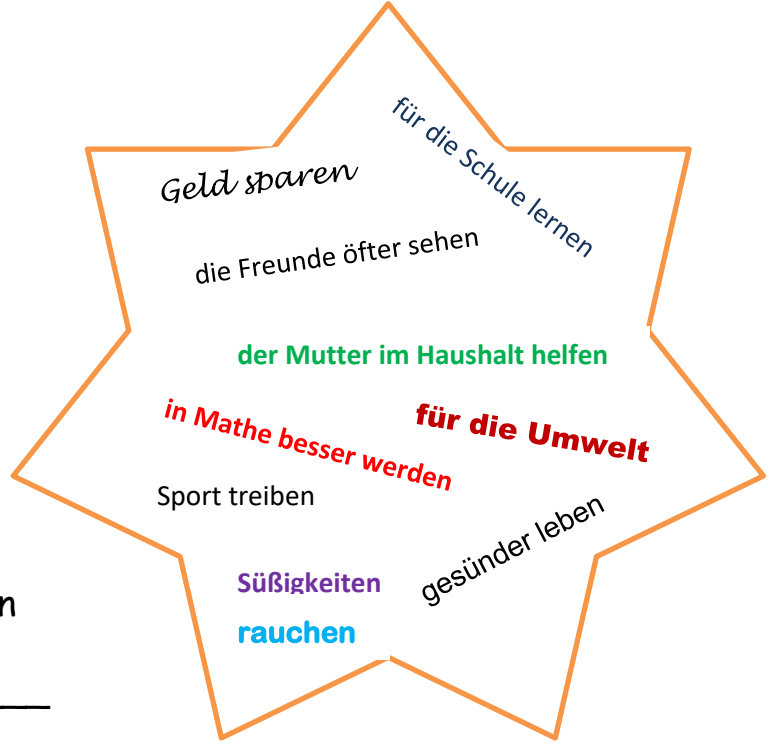 für die Schule lernen
Geld sparen
die Freunde öfter sehen
der Mutter im Haushalt helfen
in Mathe besser werden
für die Umwelt
Sport treiben
gesünder leben
Süßigkeiten
n
rauchen